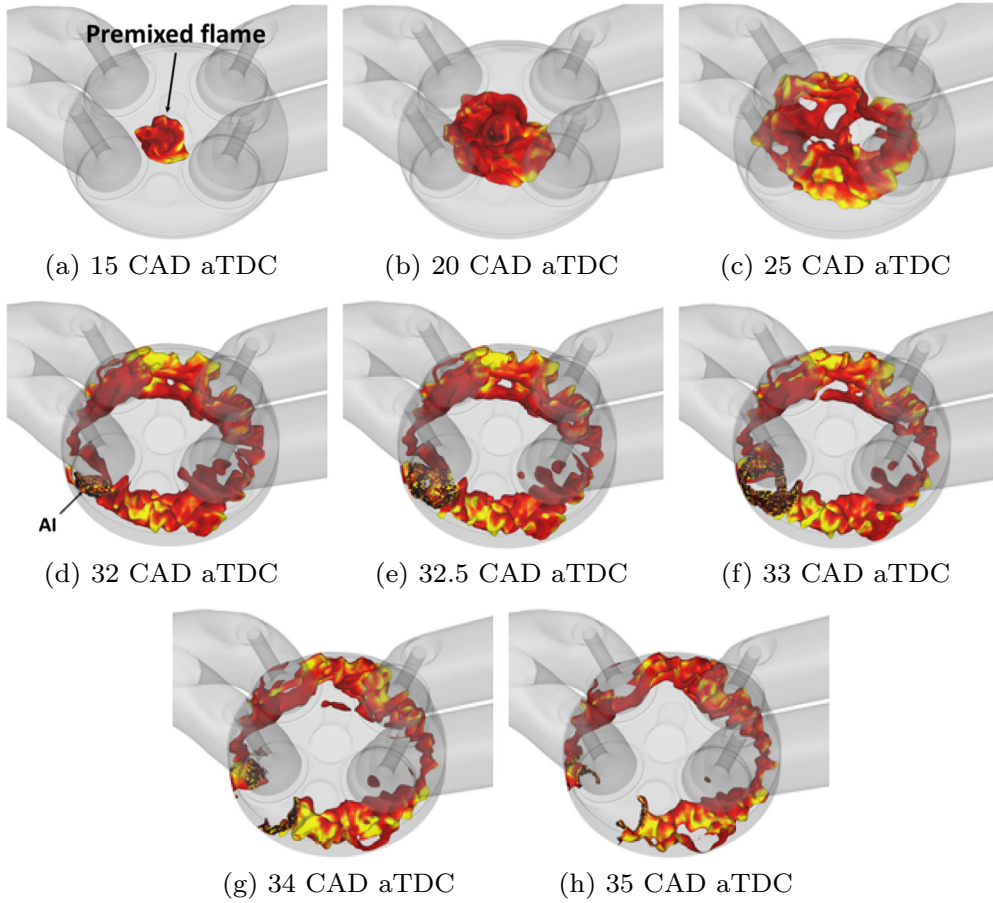 Premixed flame
(a) 15 CAD aTDC
(b) 20 CAD aTDC
(c) 25 CAD aTDC
AI
(d) 32 CAD aTDC
(e) 32.5 CAD aTDC
(f) 33 CAD aTDC
(g) 34 CAD aTDC
(h) 35 CAD aTDC